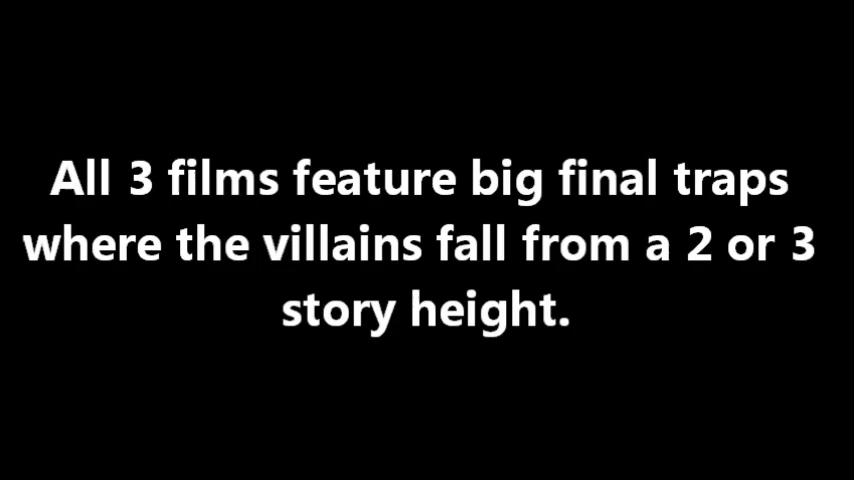 All 3 films feature big final traps
where the villains fall from a 2 or 3
story height.